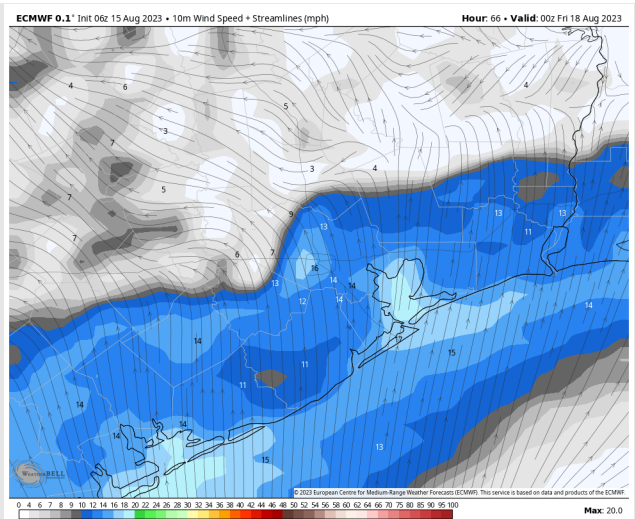 ECMWF 0.1° Init 06z 15 Aug 2023 • 10m Wind Speed + Streamlines (mph) Hour: 66 • Valid: 00z Fri 18 Aug 2023
4 6 4
5
3
7
3 4
5
7
9 13 13 13
7 11
6 7
16
13 14 14
12 14 14
17
14 15
11
11
14
14 14
13
15
WEATHERBELL
© 2023 European Centre for Medium-Range Weather Forecasts (ECMWF). This service is based on data and products of the ECMWF.
0 4 6 7 8 9 10 12 14 16 18 20 22 24 26 28 30 32 34 36 38 40 42 44 46 48 50 52 54 56 58 60 62 64 66 68 70 75 80 85 90 95 100
Max: 20.0